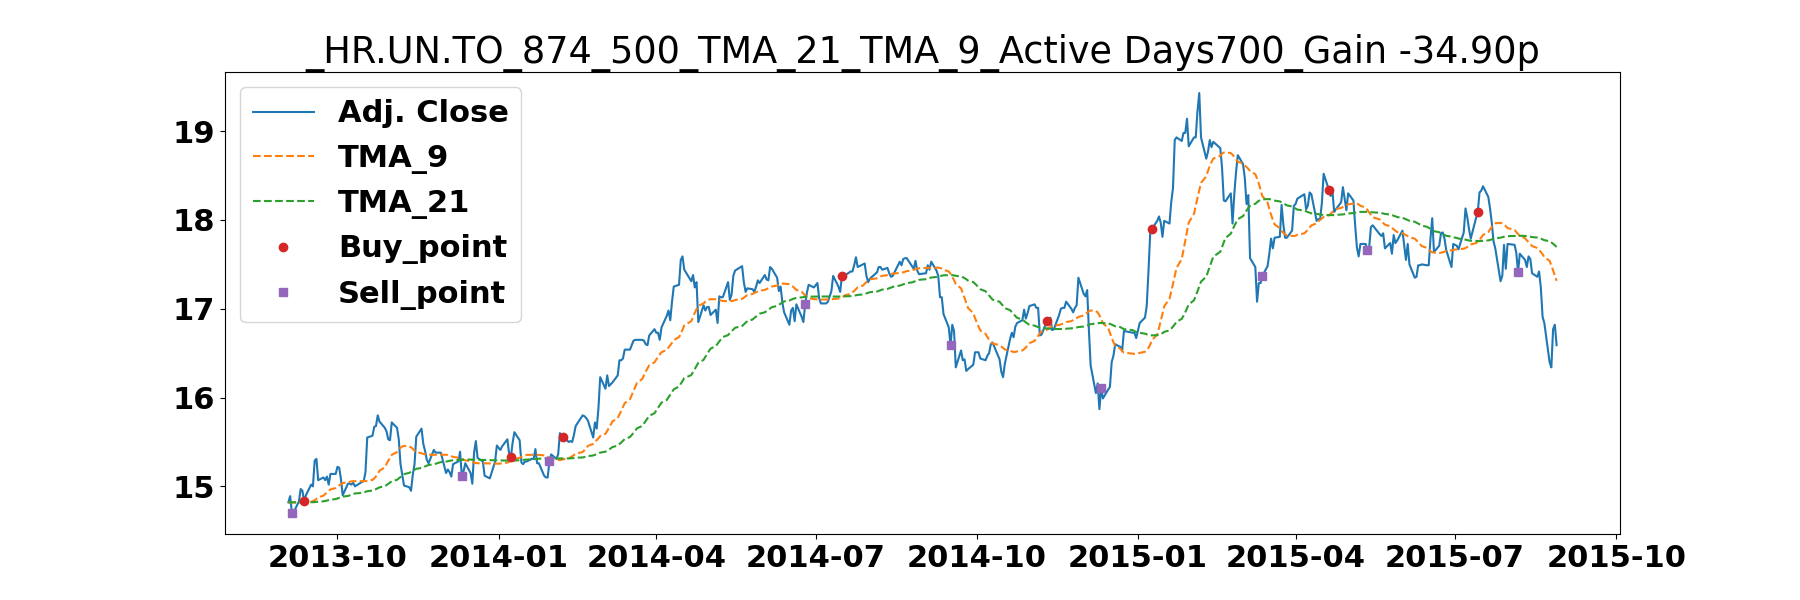 _HR.UN.TO_874_500_TMA_21_TMA_9_Active Days700_Gain -34.90p
Adj. Close
TMA_9
TMA_21
Buy_point
Sell_point
19
18
17
16
15
2013-10 2014-01 2014-04 2014-07 2014-10 2015-01 2015-04 2015-07 2015-10